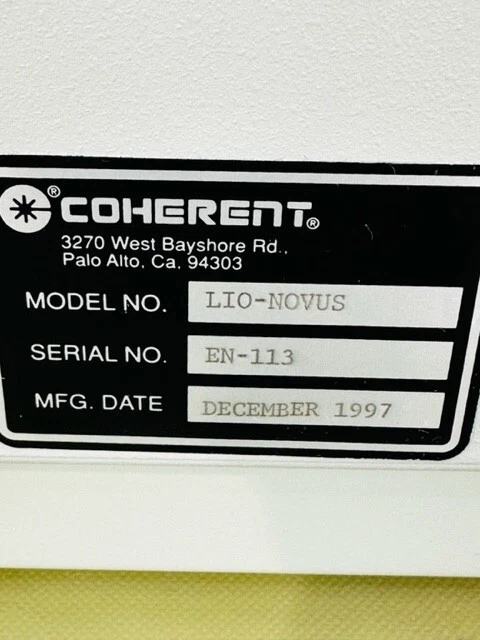 ® COHERENT®
3270 West Bayshore Rd.,
Palo Alto, Ca. 94303
MODEL NO. LIO-NOVUS
SERIAL NO. EN-113
MFG. DATE DECEMBER 1997